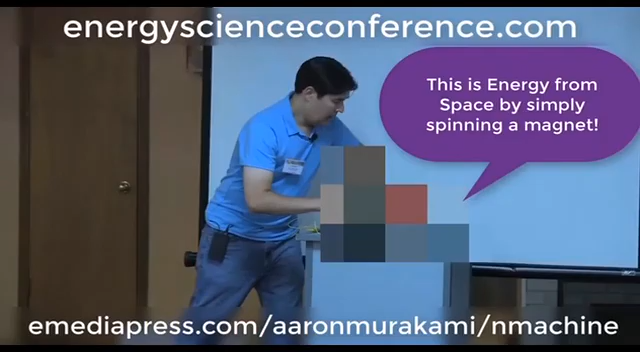 energyscienceconference.com
This is Energy from
Space by simply
spinning a magnet!
emediapress.com/aaronmurakami/nmachine